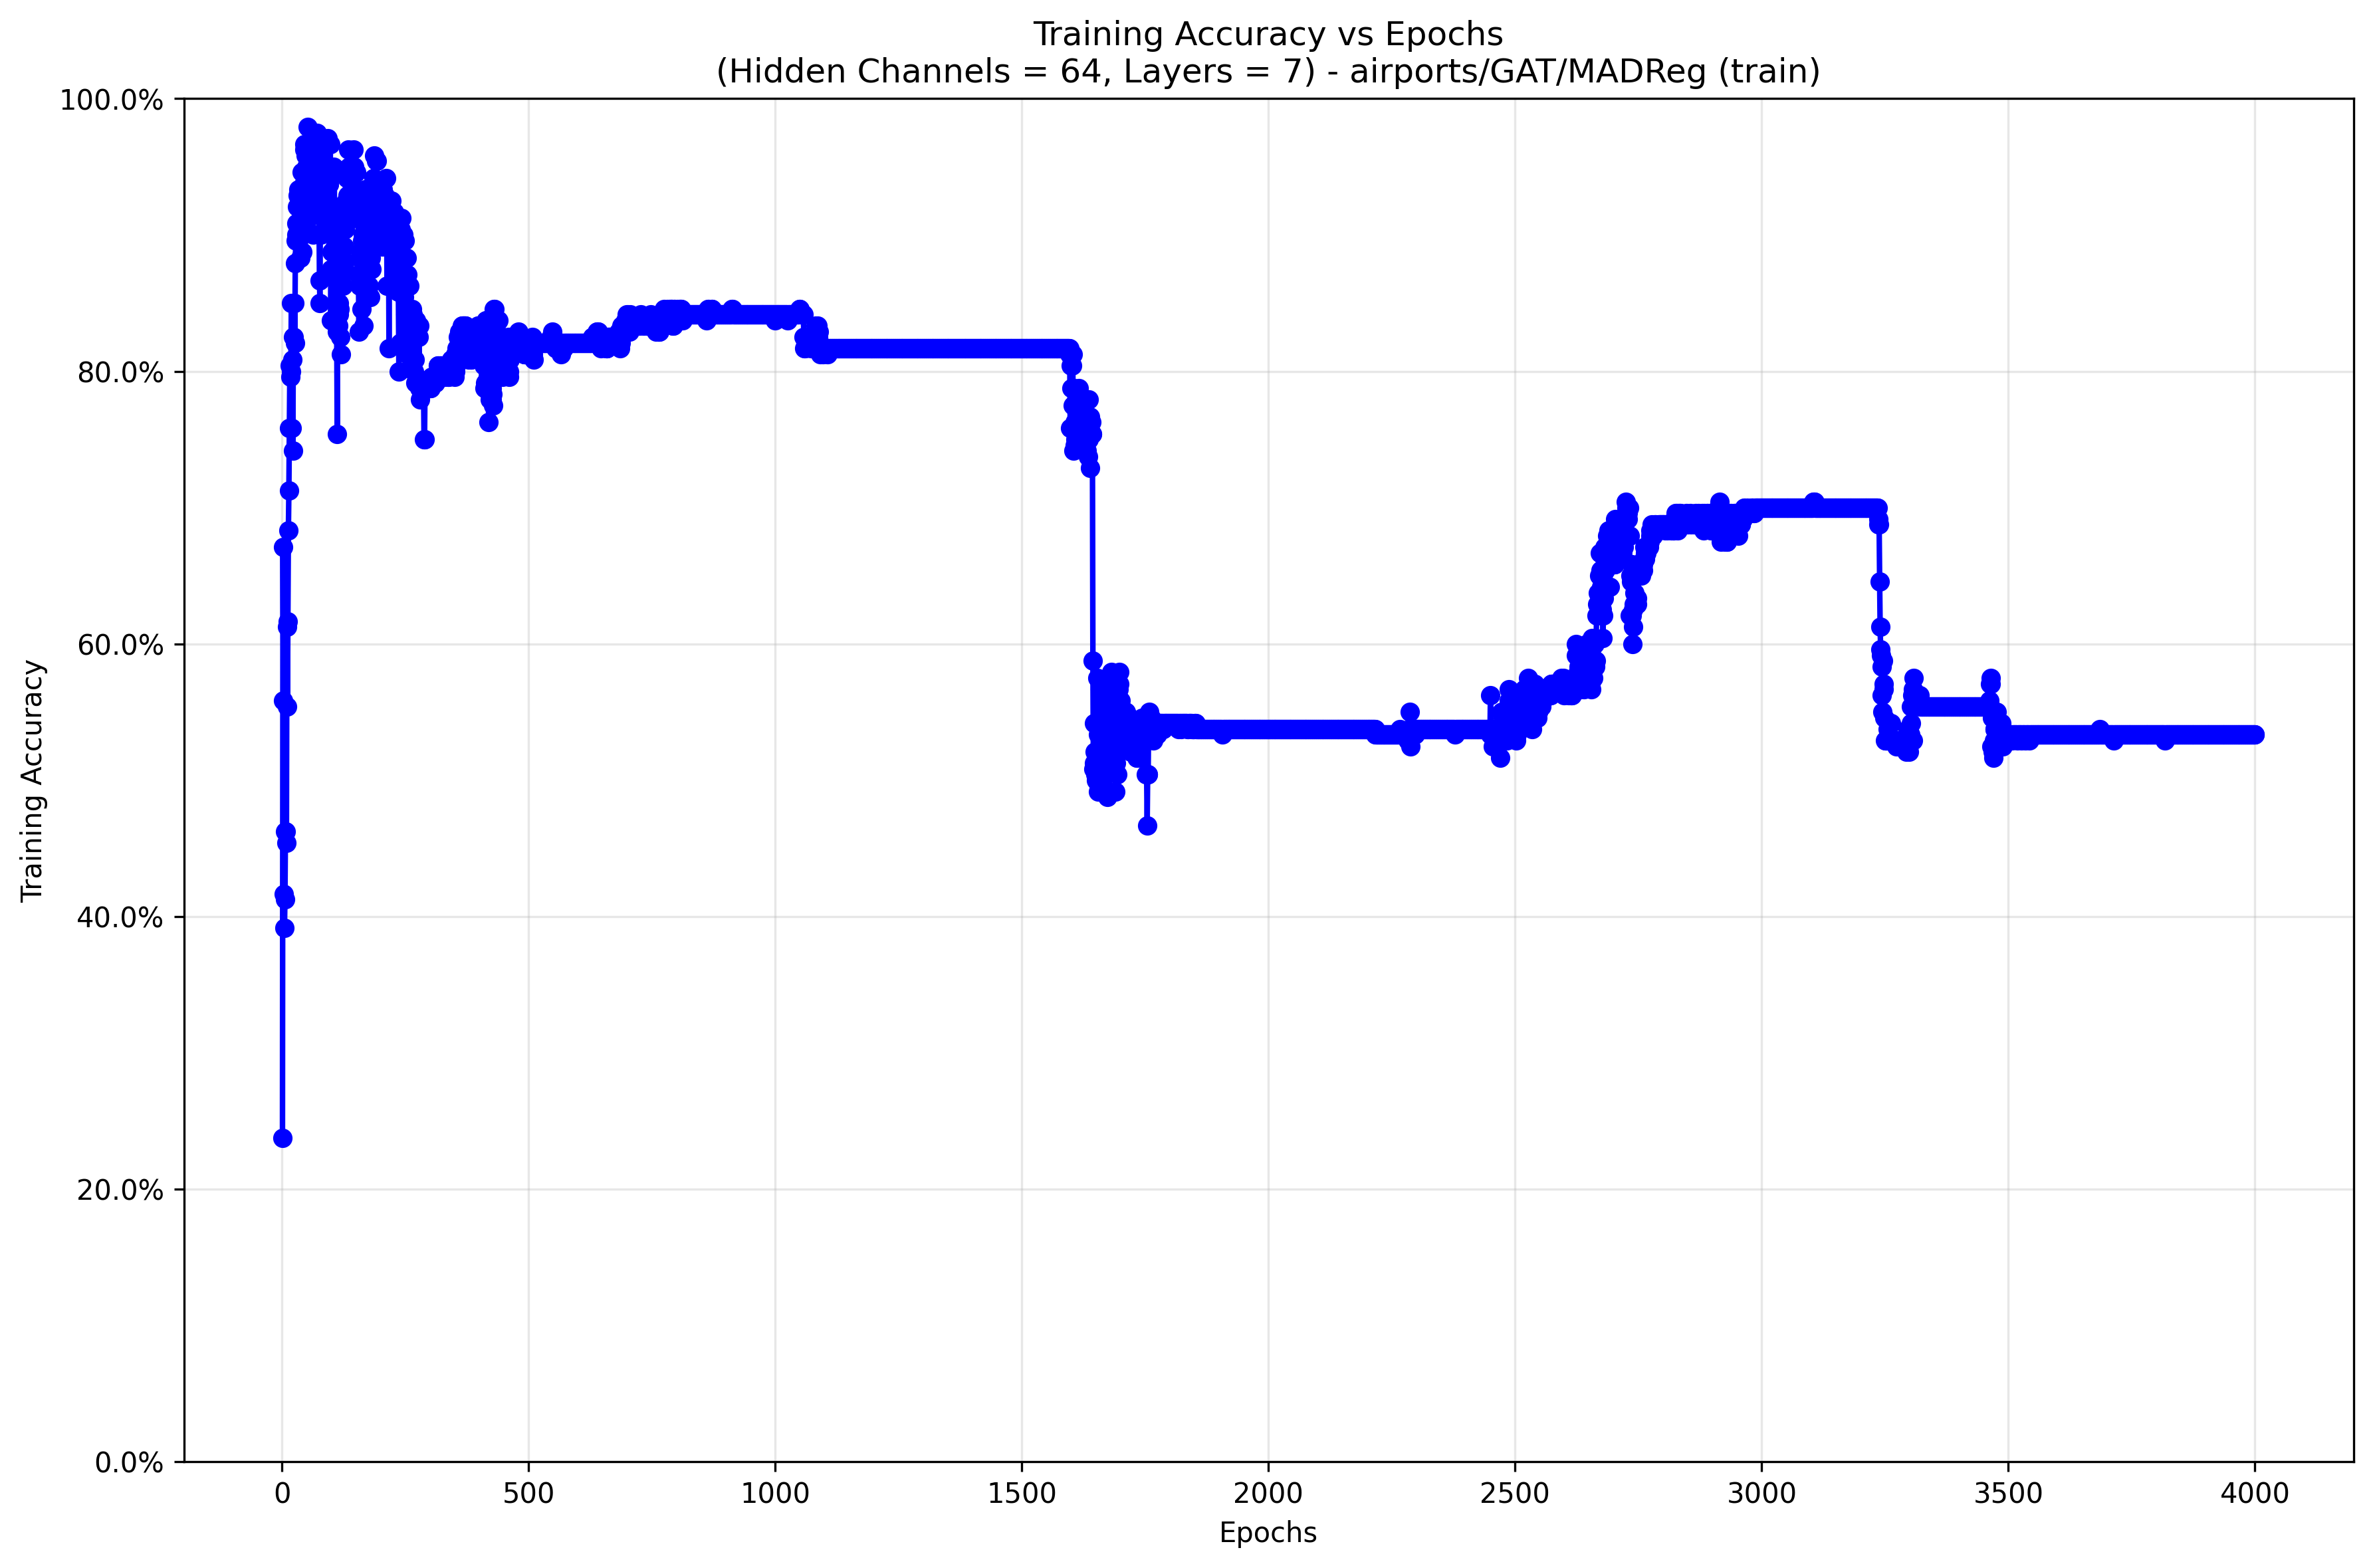 Training Accuracy vs Epochs
(Hidden Channels = 64, Layers = 7) - airports/GAT/MADReg (train)
100.0%
80.0%
60.0%
40.0%
20.0%
0.0%
Training Accuracy
0 500 1000 1500 2000 2500 3000 3500 4000
Epochs